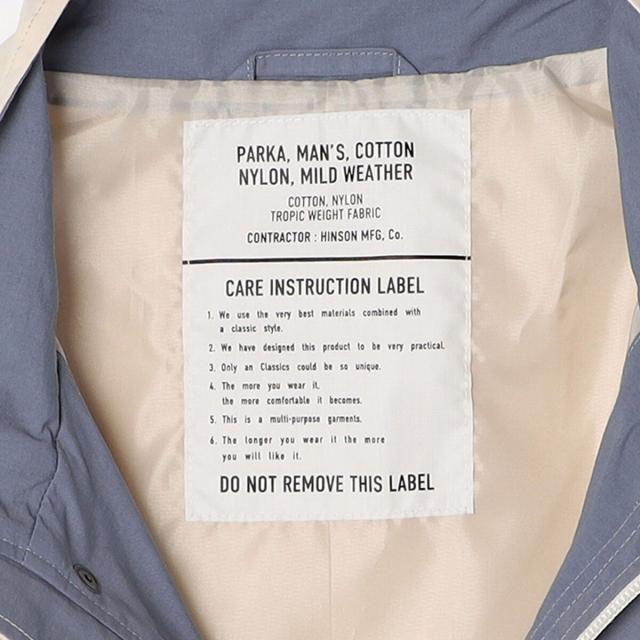 PARKA, MAN'S, COTTON
NYLON, MILD WEATHER
COTTON, NYLON
TROPIC WEIGHT FABRIC
CONTRACTOR : HINSON MFG, Co.
CARE INSTRUCTION LABEL
1. We use the very best materials combined with
a classic style.
2. We have designed this product to be very practical.
3. Only an Classics could be so unique.
4. The more you wear it,
the more comfortable it becomes.
5. This is a multi-purpose garments.
6. The longer you wear it the more
you will like it.
DO NOT REMOVE THIS LABEL